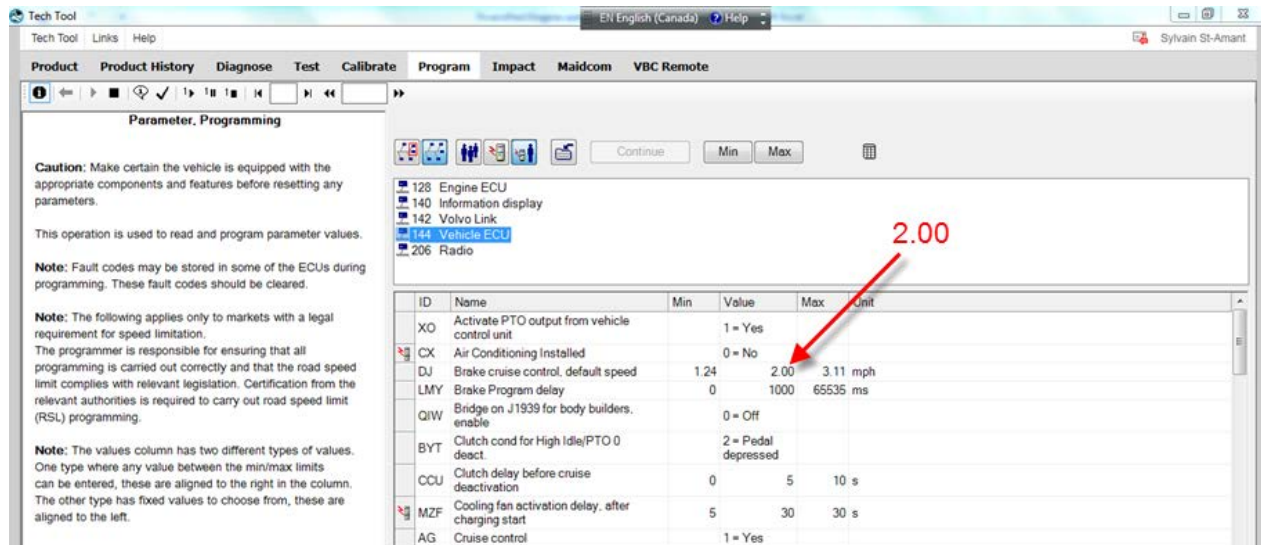 Tech Tool
EN English (Canada) Help
Tech Tool Links Help
Sylvain St-Amant
Product Product History Diagnose Test Calibrate Program Impact Maidcom VBC Remote
Parameter, Programming
Caution: Make certain the vehicle is equipped with the
appropriate components and features before resetting any
parameters.
This operation is used to read and program parameter values.
Note: Fault codes may be stored in some of the ECUs during
programming. These fault codes should be cleared.
Note: The following applies only to markets with a legal
requirement for speed limitation.
The programmer is responsible for ensuring that all
programming is carried out correctly and that the road speed
limit complies with relevant legislation. Certification from the
relevant authorities is required to carry out road speed limit
(RSL) programming.
Note: The values column has two different types of values.
One type where any value between the min/max limits
can be entered, these are aligned to the right in the column.
The other type has fixed values to choose from, these are
aligned to the left.
Continue Min Max
128 Engine ECU
140 Information display
142 Volvo Link
144 Vehicle ECU
206 Radio
2.00
ID Name Min Value Max Unit
XO Activate PTO output from vehicle
control unit 1 = Yes
CX Air Conditioning Installed 0 = No
DJ Brake cruise control, default speed 1.24 2.00 3.11 mph
LMY Brake Program delay 0 1000 65535 ms
QIW Bridge on J1939 for body builders,
enable 0 = Off
BYT Clutch cond for High Idle/PTO 0
deact. 2 = Pedal
depressed
CCU Clutch delay before cruise
deactivation 0 5 10 s
MZF Cooling fan activation delay, after
charging start 5 30 30 s
AG Cruise control 1 = Yes